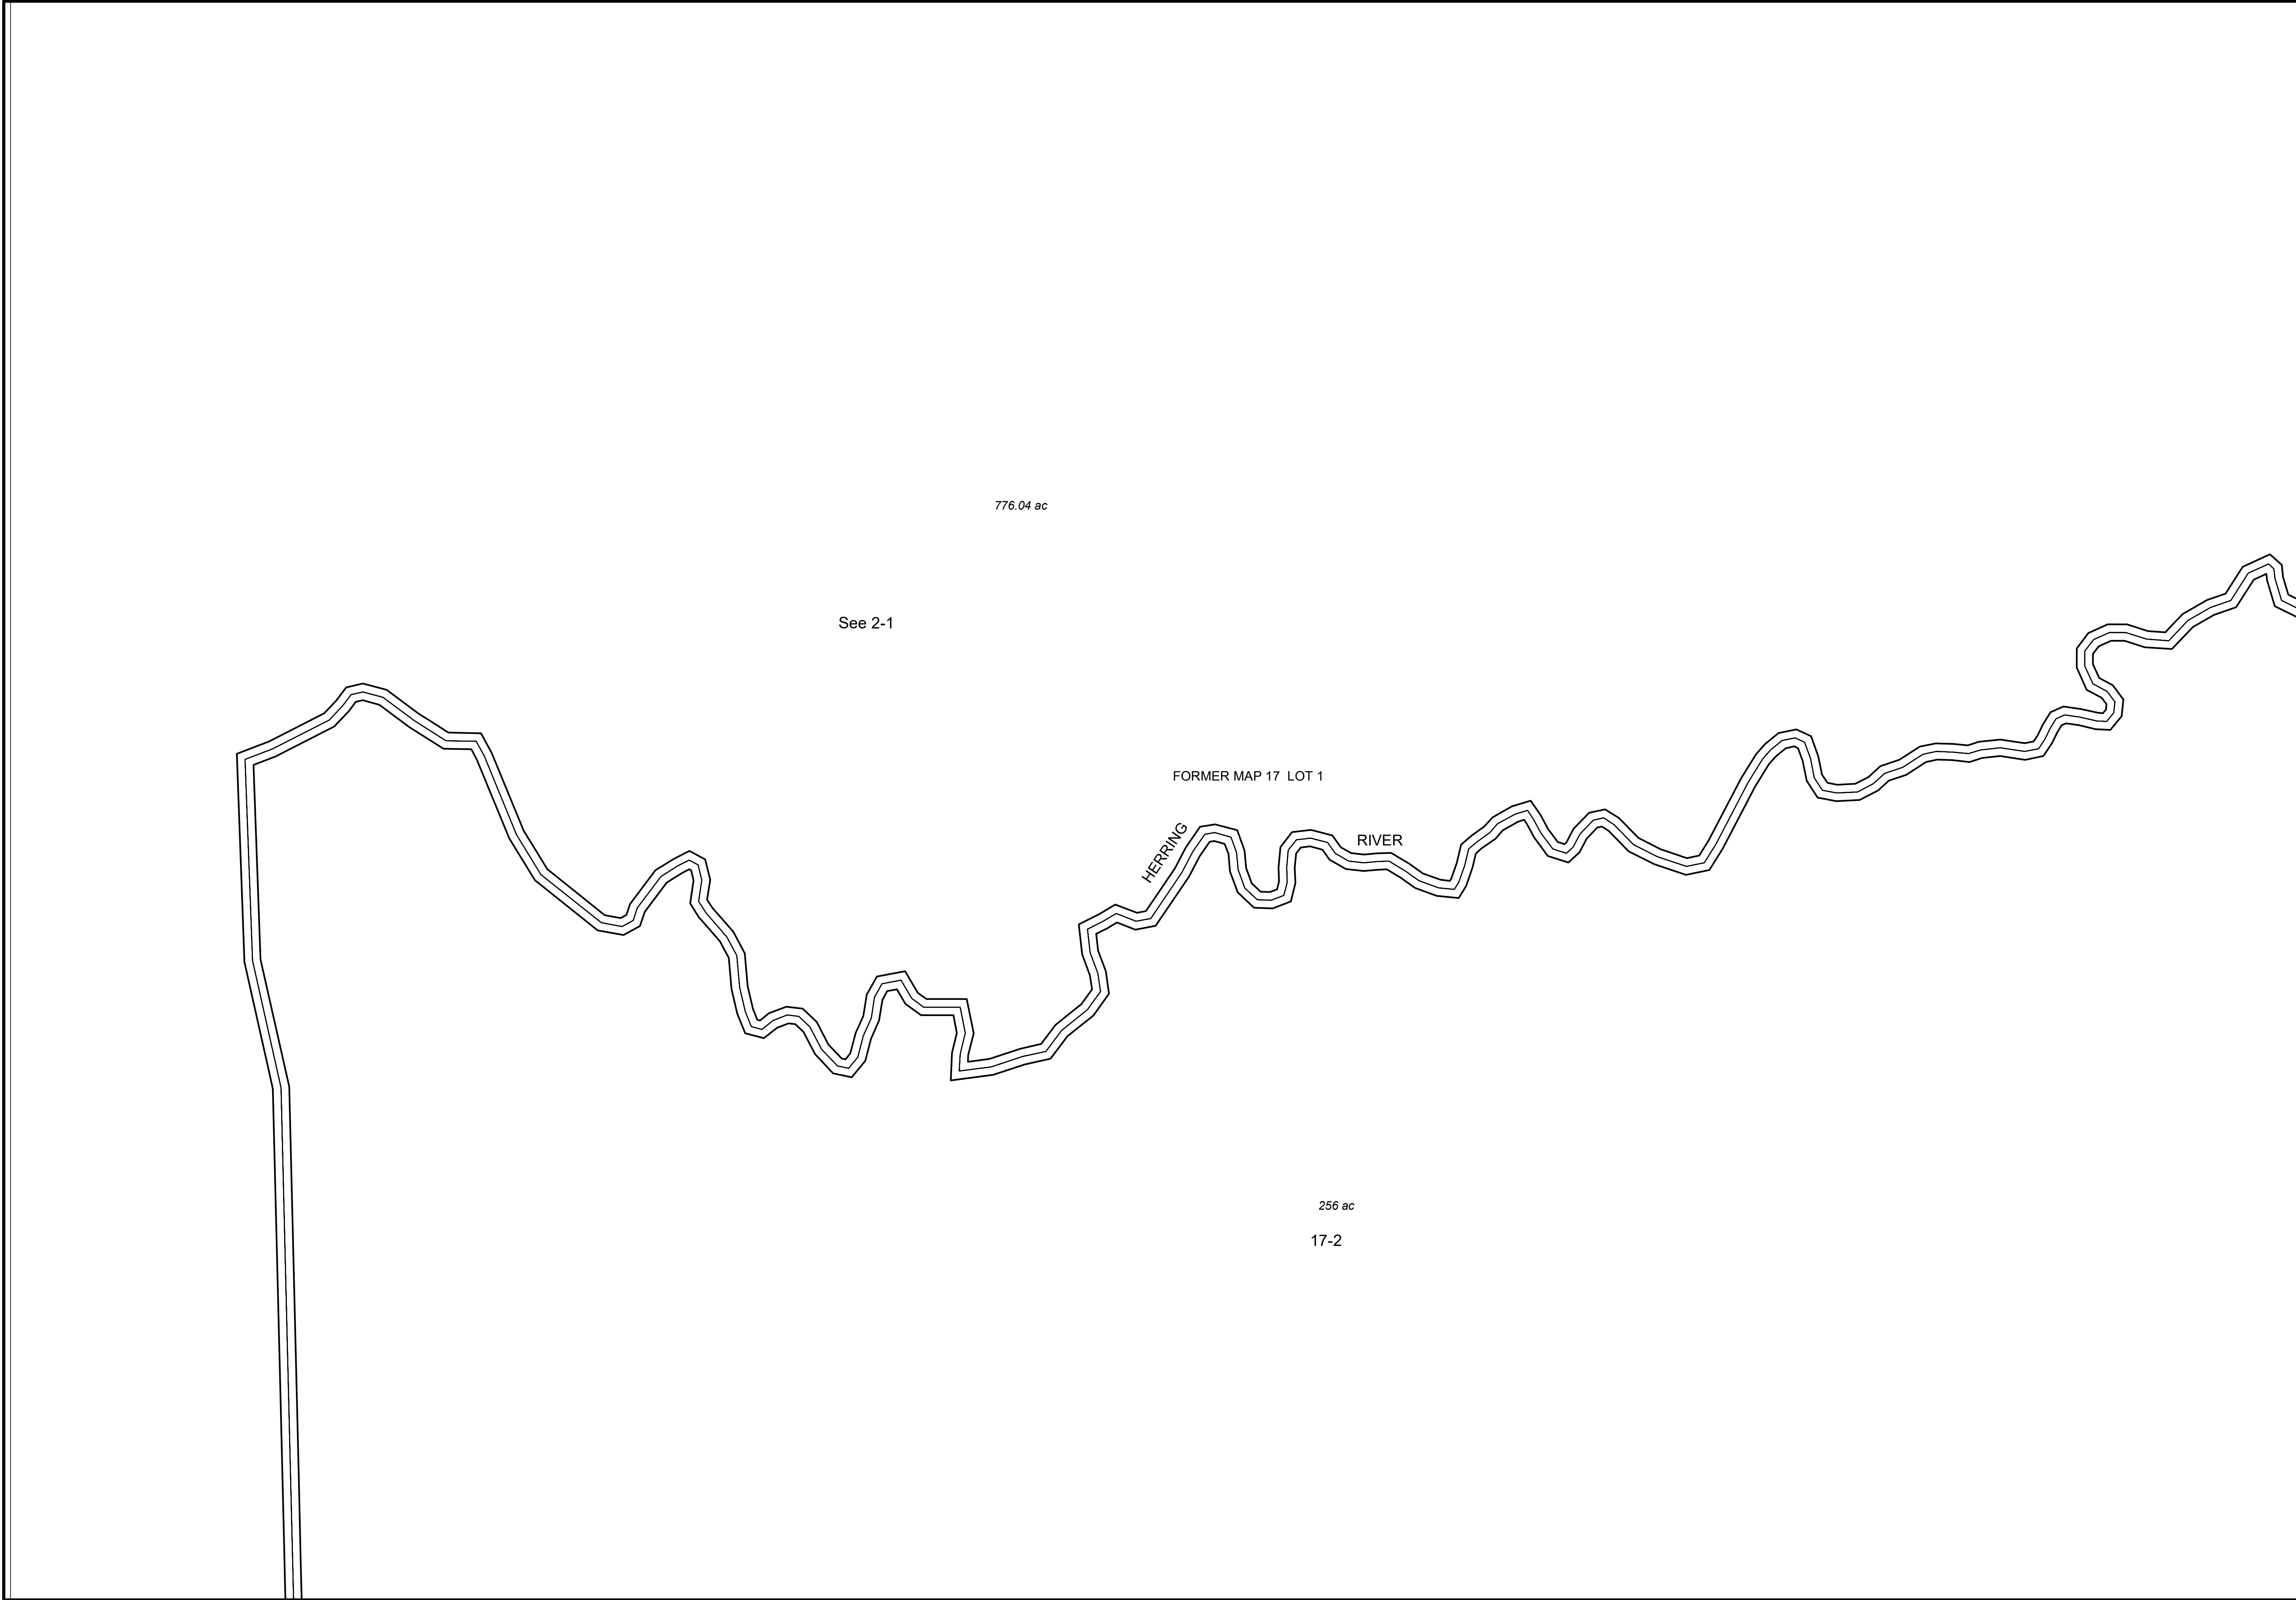 776.04 ac
See 2-1
FORMER MAP 17 LOT 1
HERRING
RIVER
256 ac
17-2